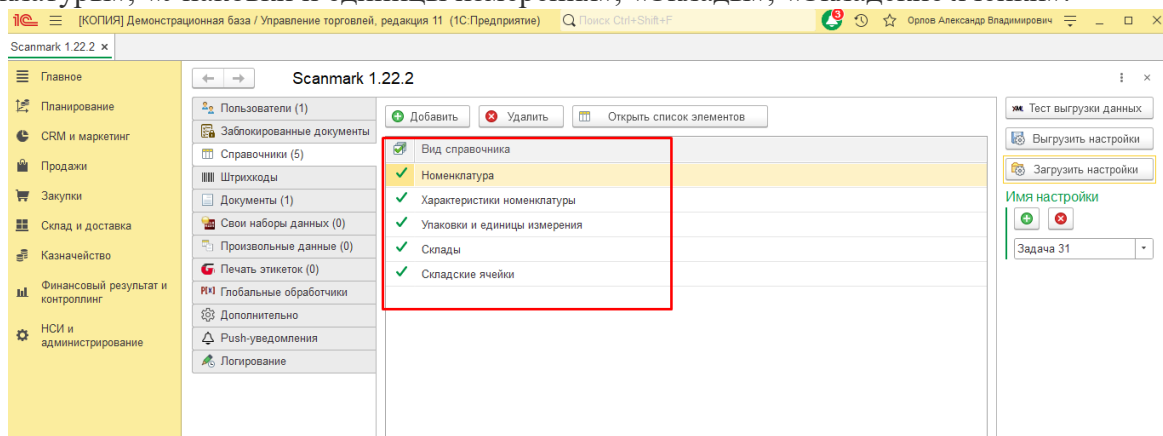 [КОПИЯ] Демонстрационная база / Управление торговлей, редакция 11 (1С:Предприятие) Поиск Ctrl+Shift+F 3 Орлов Александр Владимирович
Scanmark 1.22.2 ×
Главное
Планирование
CRM и маркетинг
Продажи
Закупки
Склад и доставка
Казначейство
Финансовый результат и
контроллинг
НСИ и
администрирование
Scanmark 1.22.2
Пользователи (1)
Заблокированные документы
Справочники (5)
Штрихкоды
Документы (1)
Свои наборы данных (0)
Произвольные данные (0)
Печать этикеток (0)
Глобальные обработчики
Дополнительно
Push-уведомления
Логирование
Добавить Удалить Открыть список элементов
Вид справочника
Номенклатура
Характеристики номенклатуры
Упаковки и единицы измерения
Склады
Складские ячейки
Тест выгрузки данных
Выгрузить настройки
Загрузить настройки
Имя настройки
Задача 31